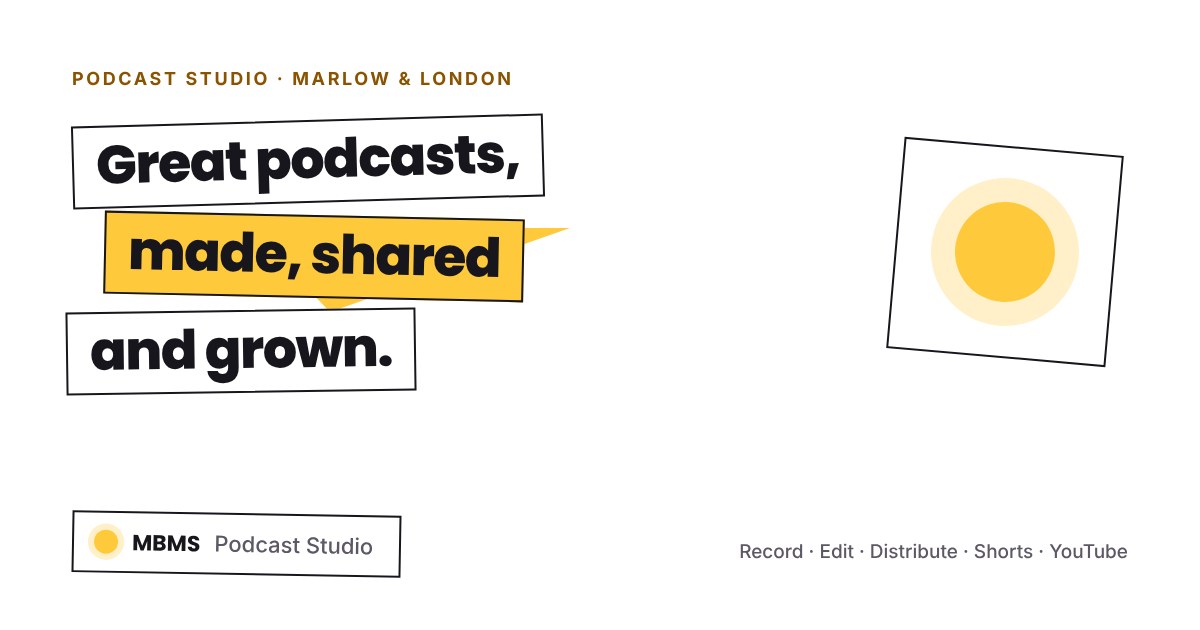 PODCAST STUDIO · MARLOW & LONDON
Great podcasts,
made, shared
and grown.
MBMS Podcast Studio
Record · Edit · Distribute · Shorts · YouTube